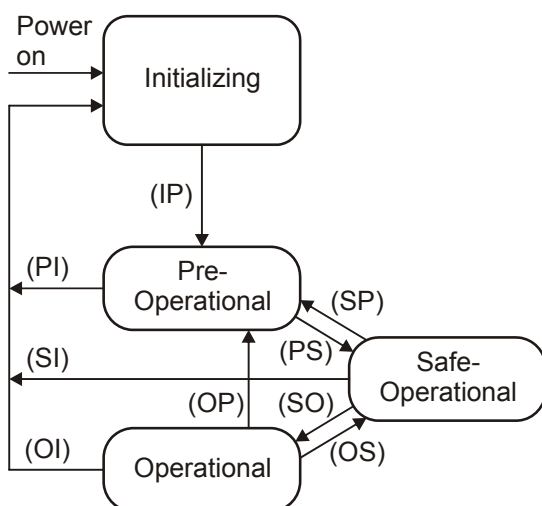 Power
on
Initializing
(IP)
(PI)
Pre-
Operational
(SP)
(PS)
(SI)
Safe-
Operational
(OP)
(SO)
(OI)
Operational
(OS)